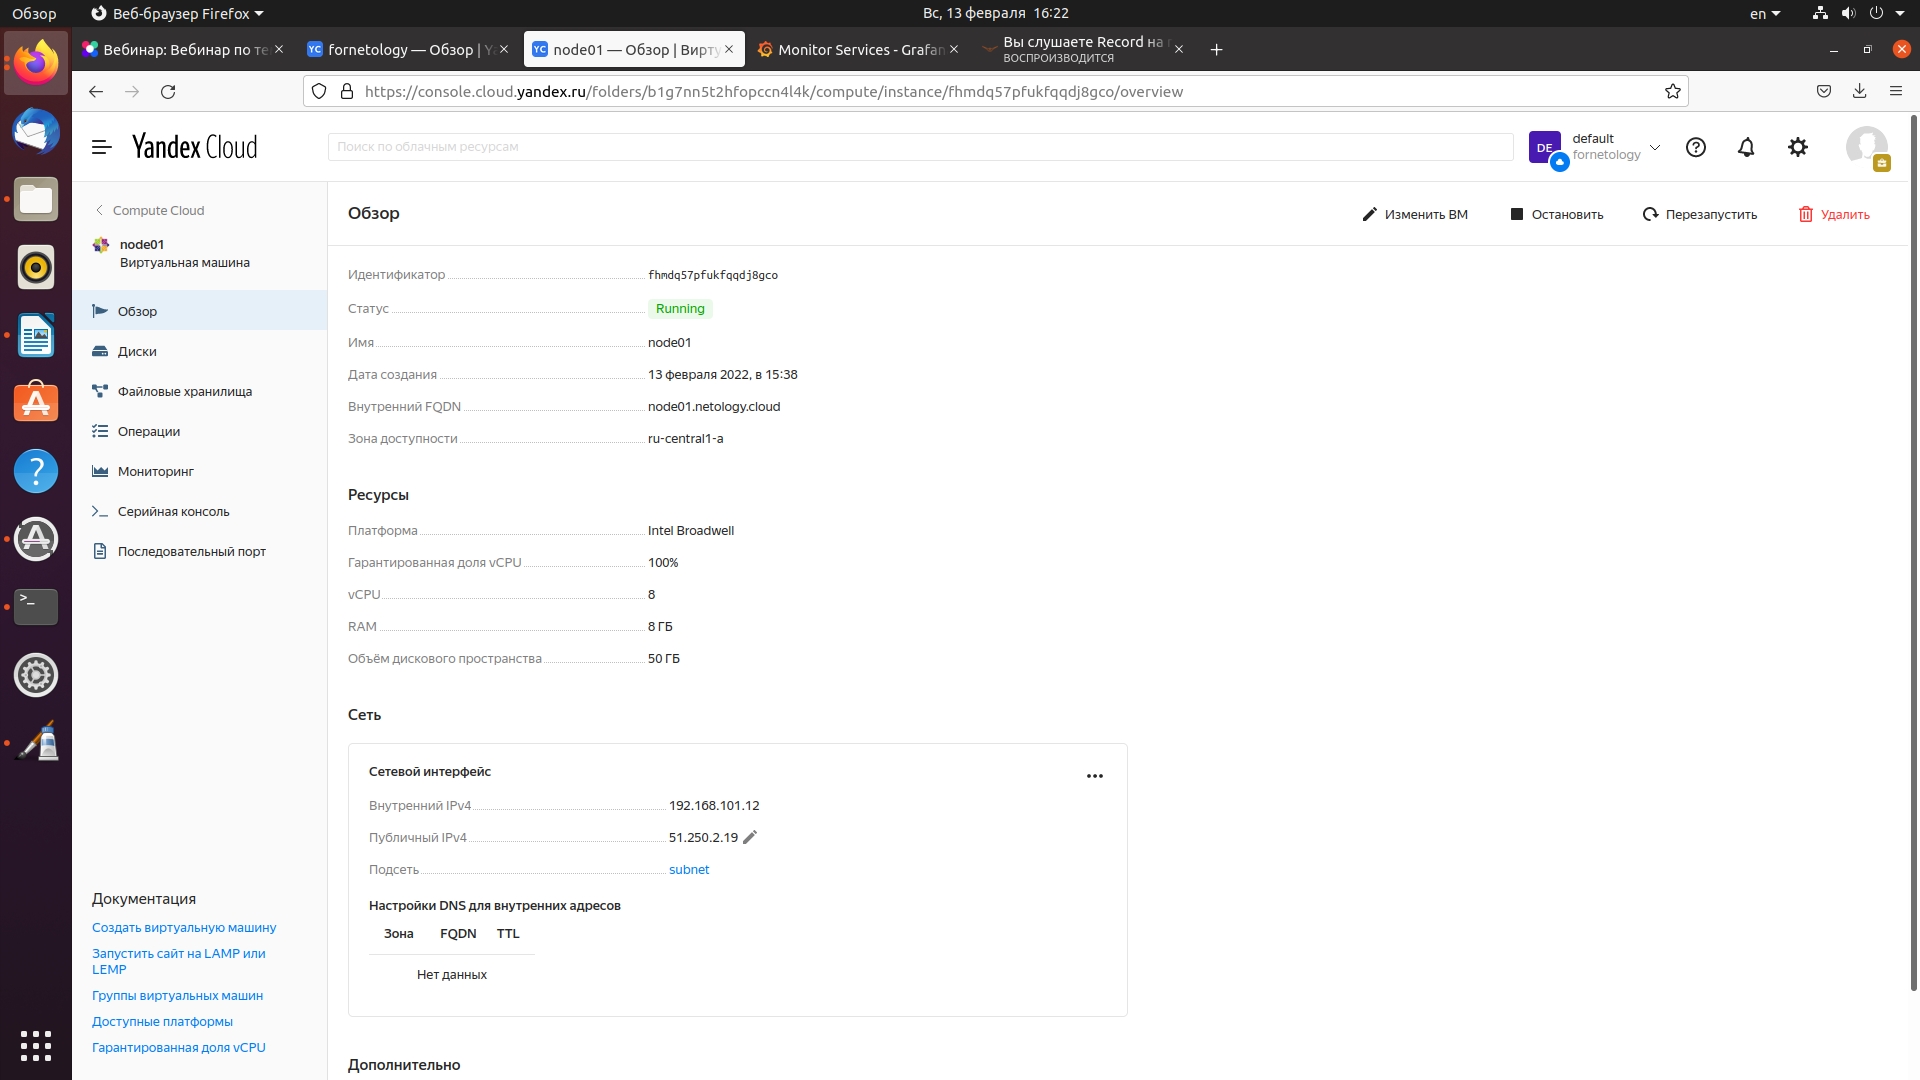 Обзор
Веб-браузер Firefox
Вс, 13 февраля 16:22
en
Вебинар: Вебинар по те
fornetology — Обзор | Y
node01 — Обзор | Вирту
Monitor Services - Grafan
Вы слушаете Record на
ВОСПРОИЗВОДИТСЯ
https://console.cloud.yandex.ru/folders/b1g7nn5t2hfopccn4l4k/compute/instance/fhmdq57pfukfqqdj8gco/overview
Yandex Cloud
Поиск по облачным ресурсам
DE
default
fornetology
Compute Cloud
node01
Виртуальная машина
Обзор
Диски
Файловые хранилища
Операции
Мониторинг
Серийная консоль
Последовательный порт
Документация
Создать виртуальную машину
Запустить сайт на LAMP или
LEMP
Группы виртуальных машин
Доступные платформы
Гарантированная доля vCPU
Обзор
Изменить ВМ
Остановить
Перезапустить
Удалить
Идентификатор fhmdq57pfukfqqdj8gco
Статус Running
Имя node01
Дата создания 13 февраля 2022, в 15:38
Внутренний FQDN node01.netology.cloud
Зона доступности ru-central1-a
Ресурсы
Платформа Intel Broadwell
Гарантированная доля vCPU 100%
vCPU 8
RAM 8 ГБ
Объём дискового пространства 50 ГБ
Сеть
Сетевой интерфейс
Внутренний IPv4 192.168.101.12
Публичный IPv4 51.250.2.19
Подсеть subnet
Настройки DNS для внутренних адресов
Зона FQDN TTL
Нет данных
Дополнительно